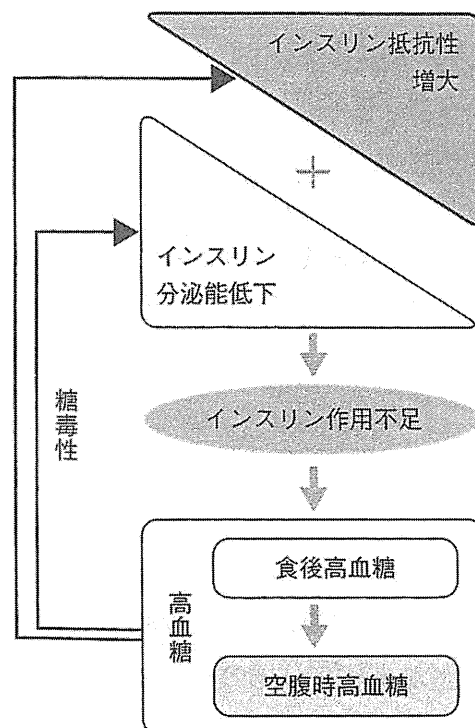 インスリン抵抗性
増大
+
インスリン
分泌能低下
インスリン作用不足
糖毒性
高血糖
食後高血糖
空腹時高血糖